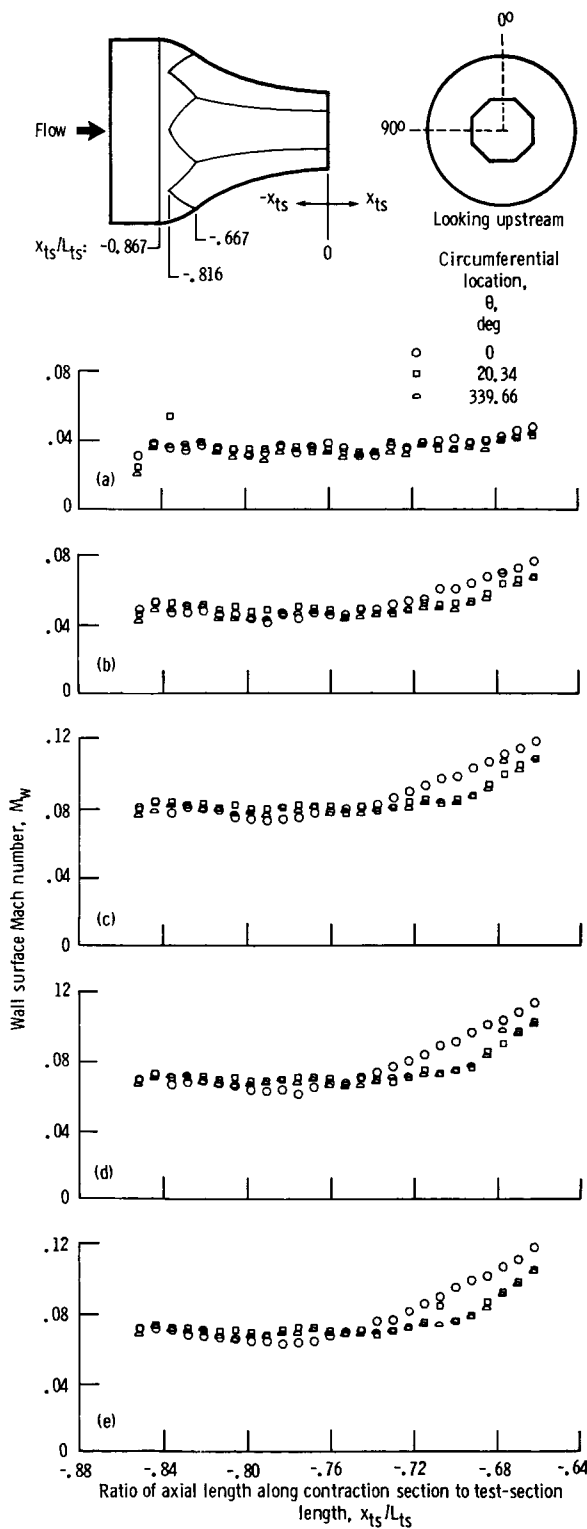 0°
Flow
90°
-x_ts x_ts
Looking upstream
x_ts/L_ts: -0.867
-.667
0
-.816
Circumferential
location,
θ,
deg
0
20.34
339.66
.08
.04
(a)
0
.08
.04
(b)
0
.12
.08
.04
(c)
0
Wall surface Mach number, M_w
12
.08
.04
(d)
0
.12
.08
.04
(e)
0
-.88 -.84 -.80 -.76 -.72 -.68 -.64
Ratio of axial length along contraction section to test-section
length, x_ts/L_ts